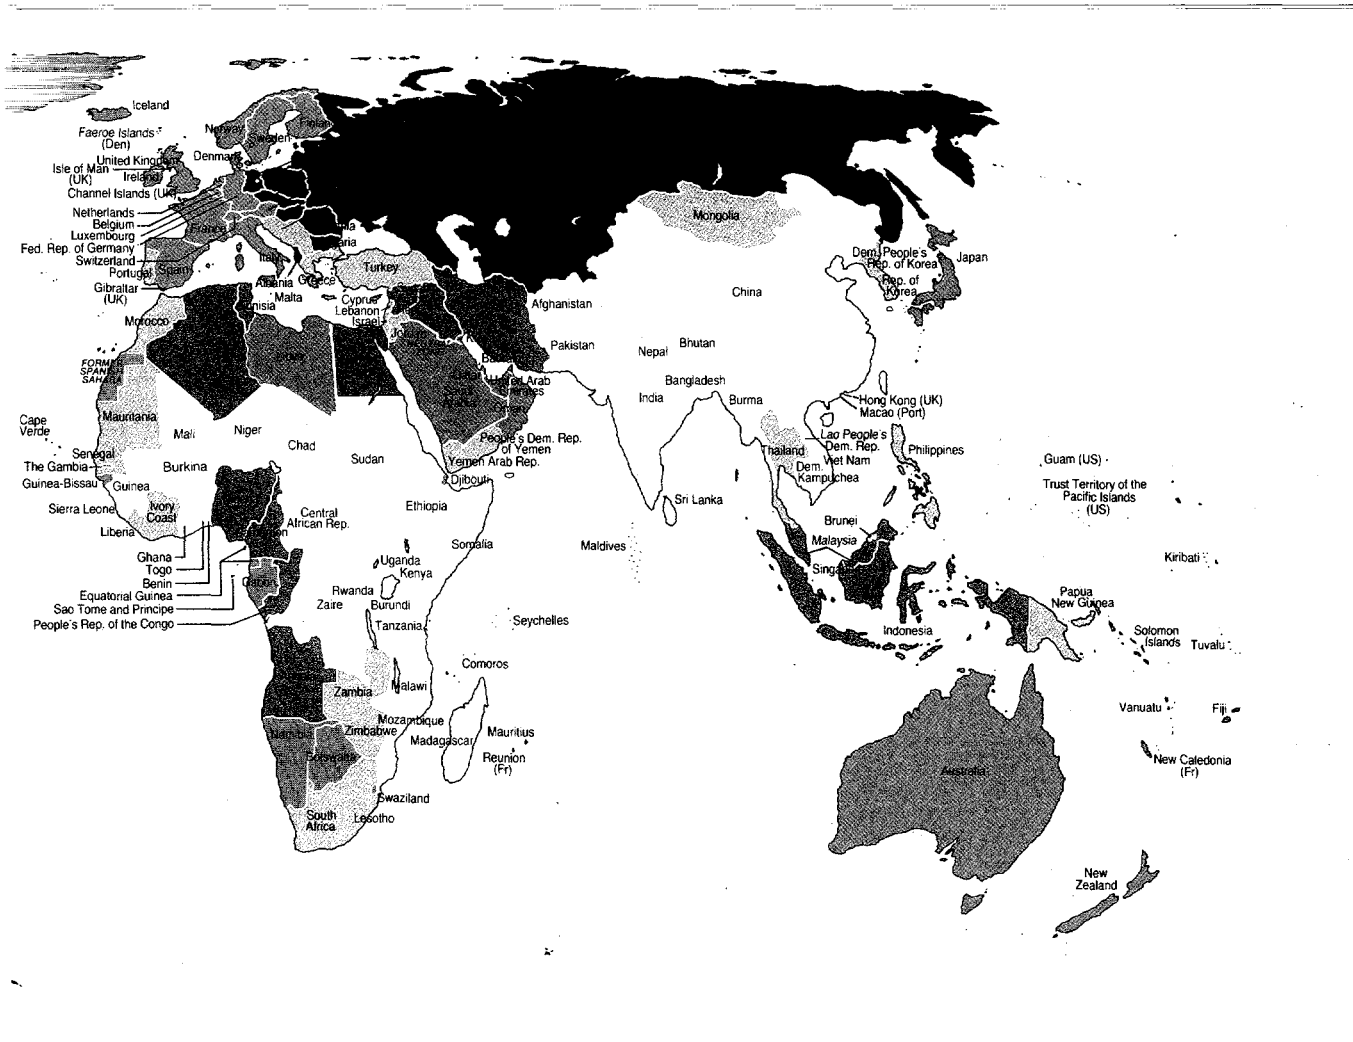 Iceland
Faeroe Islands
(Den)
Norway
Sweden
United Kingdom
Denmark
Isle of Man
(UK)
Ireland
Channel Islands (UK)
Netherlands
Belgium
Luxembourg
Fed. Rep. of Germany
Switzerland
France
Portugal
Spain
Italy
Gibraltar
(UK)
Albania
Greece
Malta
Turkey
Cyprus
Lebanon
Israel
Morocco
FORMER
SPANISH
SAHARA
Mauritania
Cape
Verde
Mali
Niger
Chad
Sudan
Senegal
The Gambia
Guinea-Bissau
Guinea
Burkina
Sierra Leone
Ivory
Coast
Liberia
Ghana
Togo
Benin
Equatorial Guinea
Sao Tome and Principe
People's Rep. of the Congo
Central
African Rep.
Gabon
Ethiopia
Djibouti
Somalia
Uganda
Kenya
Rwanda
Zaire
Burundi
Tanzania
Seychelles
Comoros
Zambia
Malawi
Mozambique
Zimbabwe
Namibia
Botswana
Madagascar
Mauritius
Reunion
(Fr)
Swaziland
South
Africa
Lesotho
United Arab
Emirates
Oman
People's Dem. Rep.
of Yemen
Yemen Arab Rep.
Afghanistan
Pakistan
Nepal
Bhutan
Bangladesh
India
Burma
Sri Lanka
Maldives
Mongolia
China
Dem. People's
Rep. of Korea
Rep. of
Korea
Japan
Hong Kong (UK)
Macao (Port)
Lao People's
Dem. Rep.
Thailand
Viet Nam
Dem.
Kampuchea
Philippines
Brunei
Malaysia
Indonesia
Guam (US)
Trust Territory of the
Pacific Islands
(US)
Kiribati
Papua
New Guinea
Solomon
Islands
Tuvalu
Vanuatu
Fiji
New Caledonia
(Fr)
Australia
New
Zealand